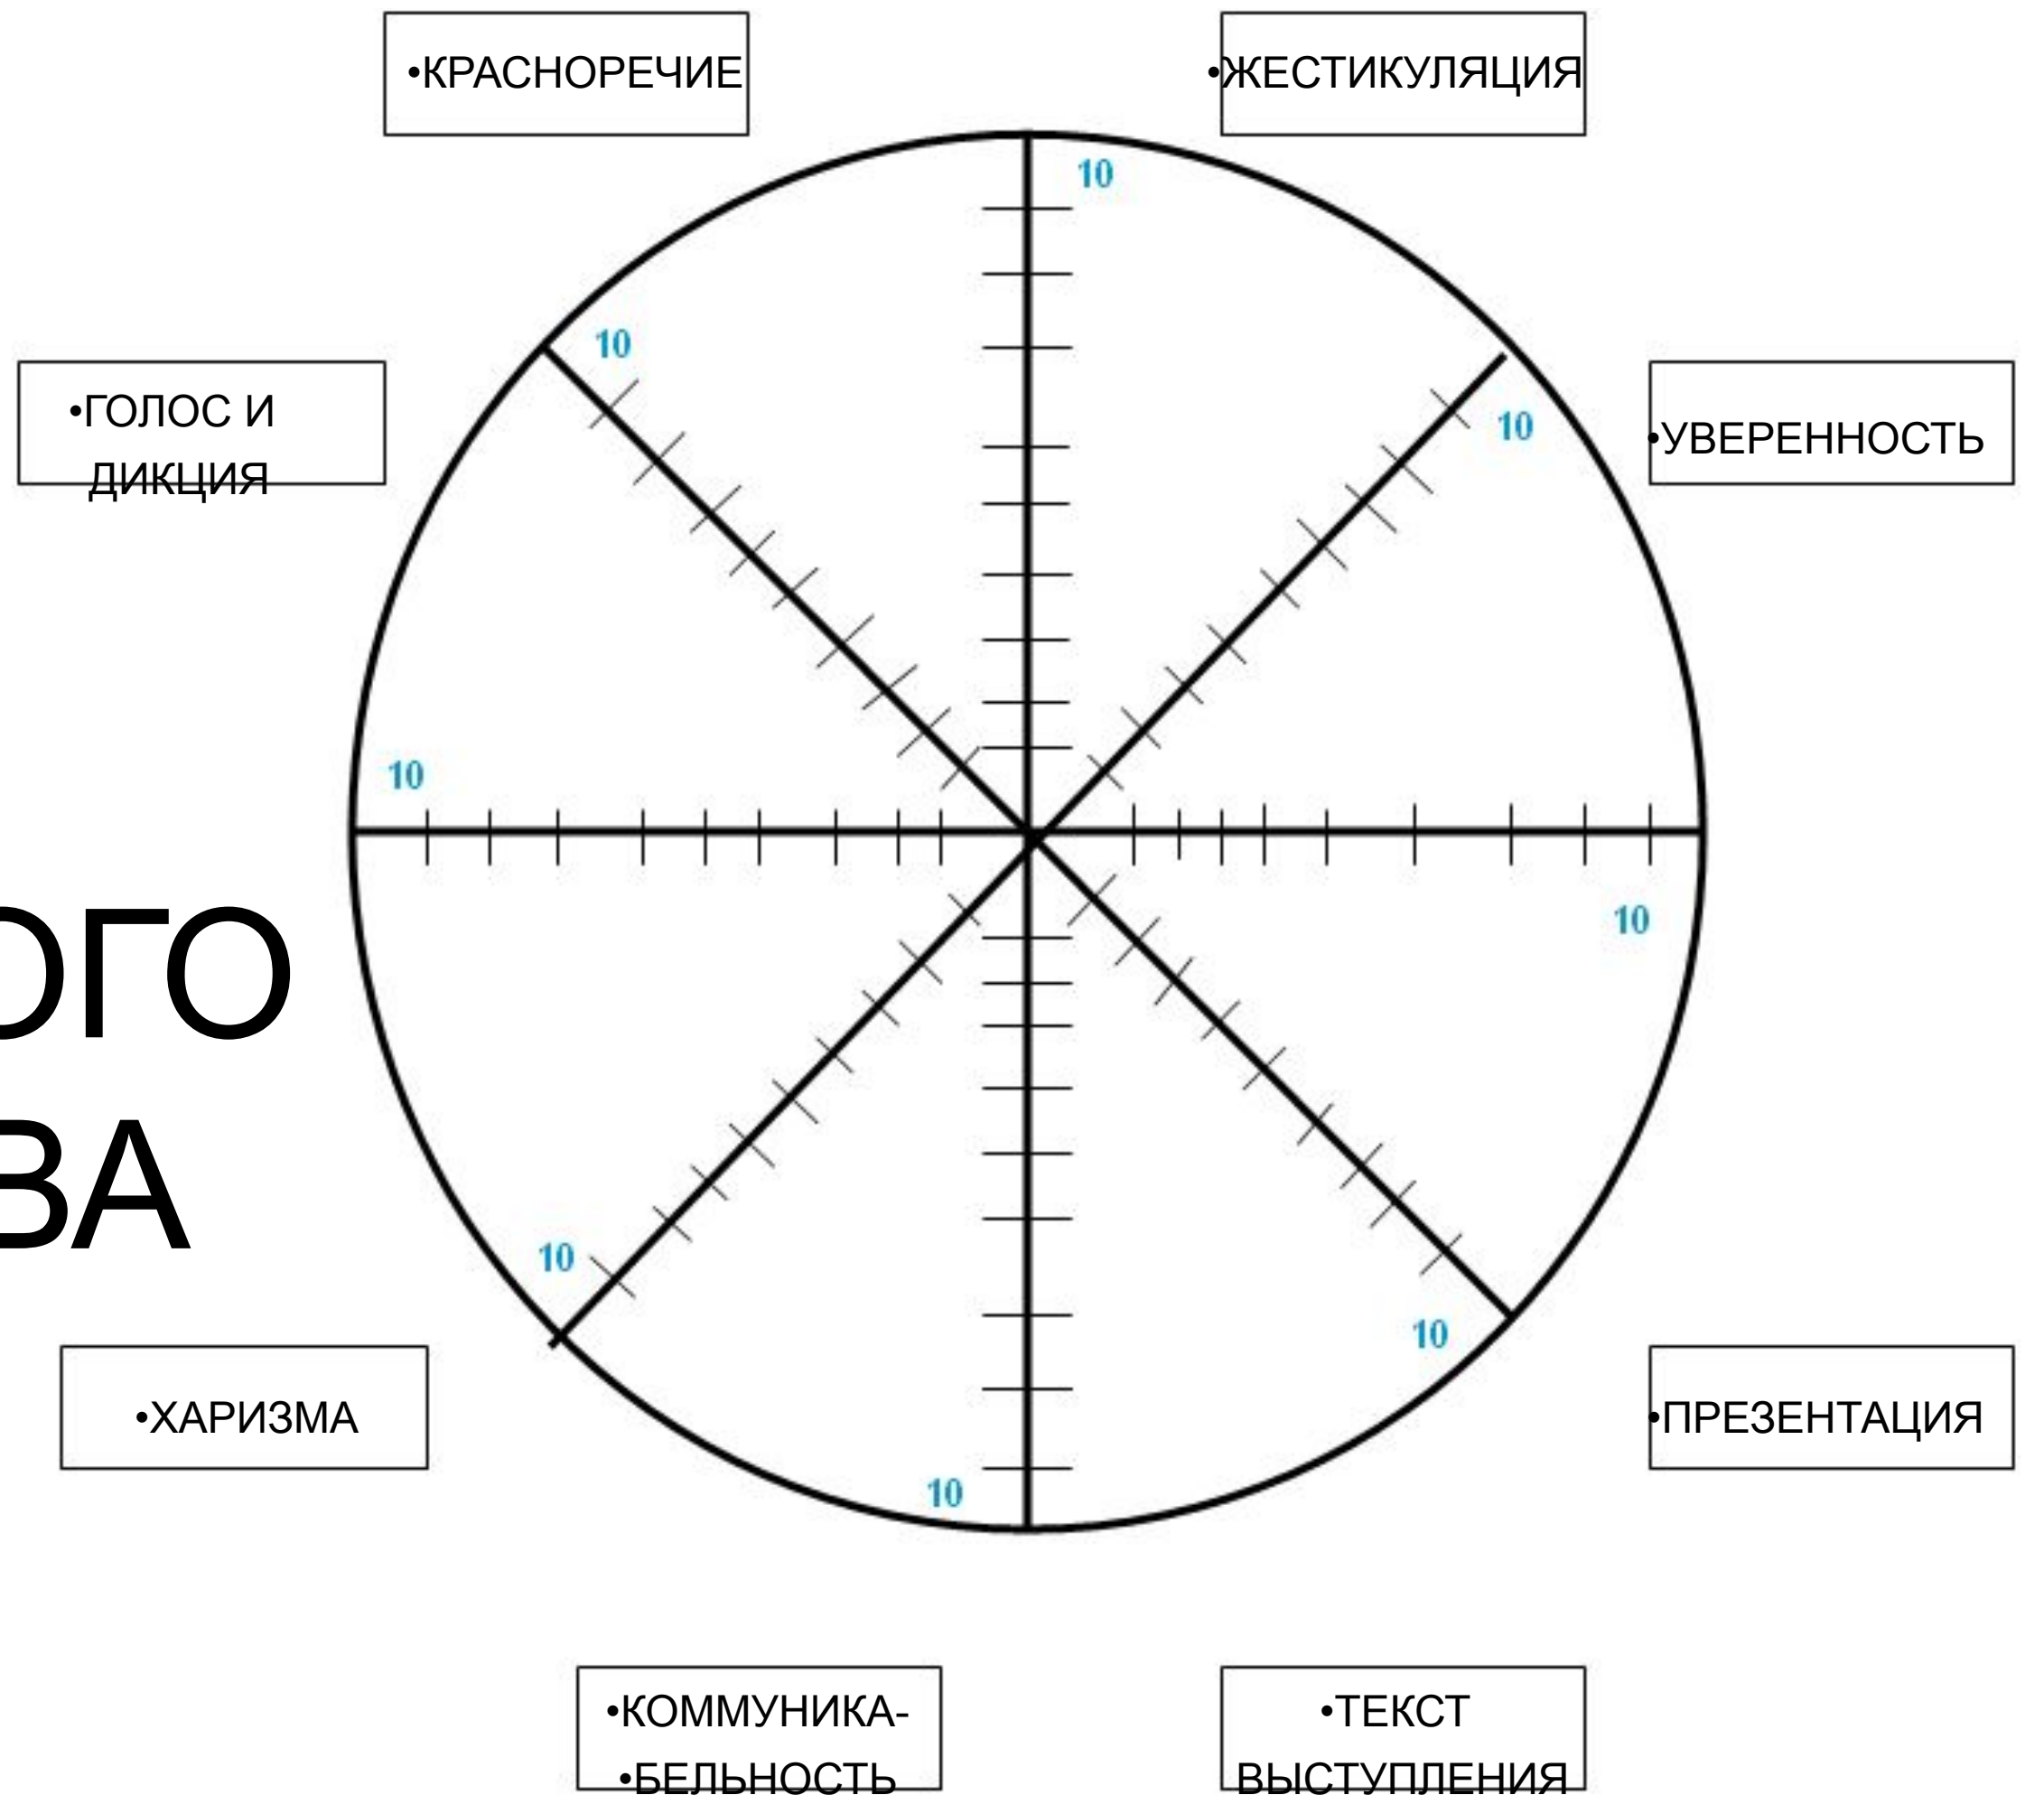 •КРАСНОРЕЧИЕ
•ЖЕСТИКУЛЯЦИЯ
10
10
•ГОЛОС И
ДИКЦИЯ
10
•УВЕРЕННОСТЬ
10
10
ОГО
ВА
10
10
10
•ХАРИЗМА
•ПРЕЗЕНТАЦИЯ
•КОММУНИКА-
•БЕЛЬНОСТЬ
•ТЕКСТ
ВЫСТУПЛЕНИЯ